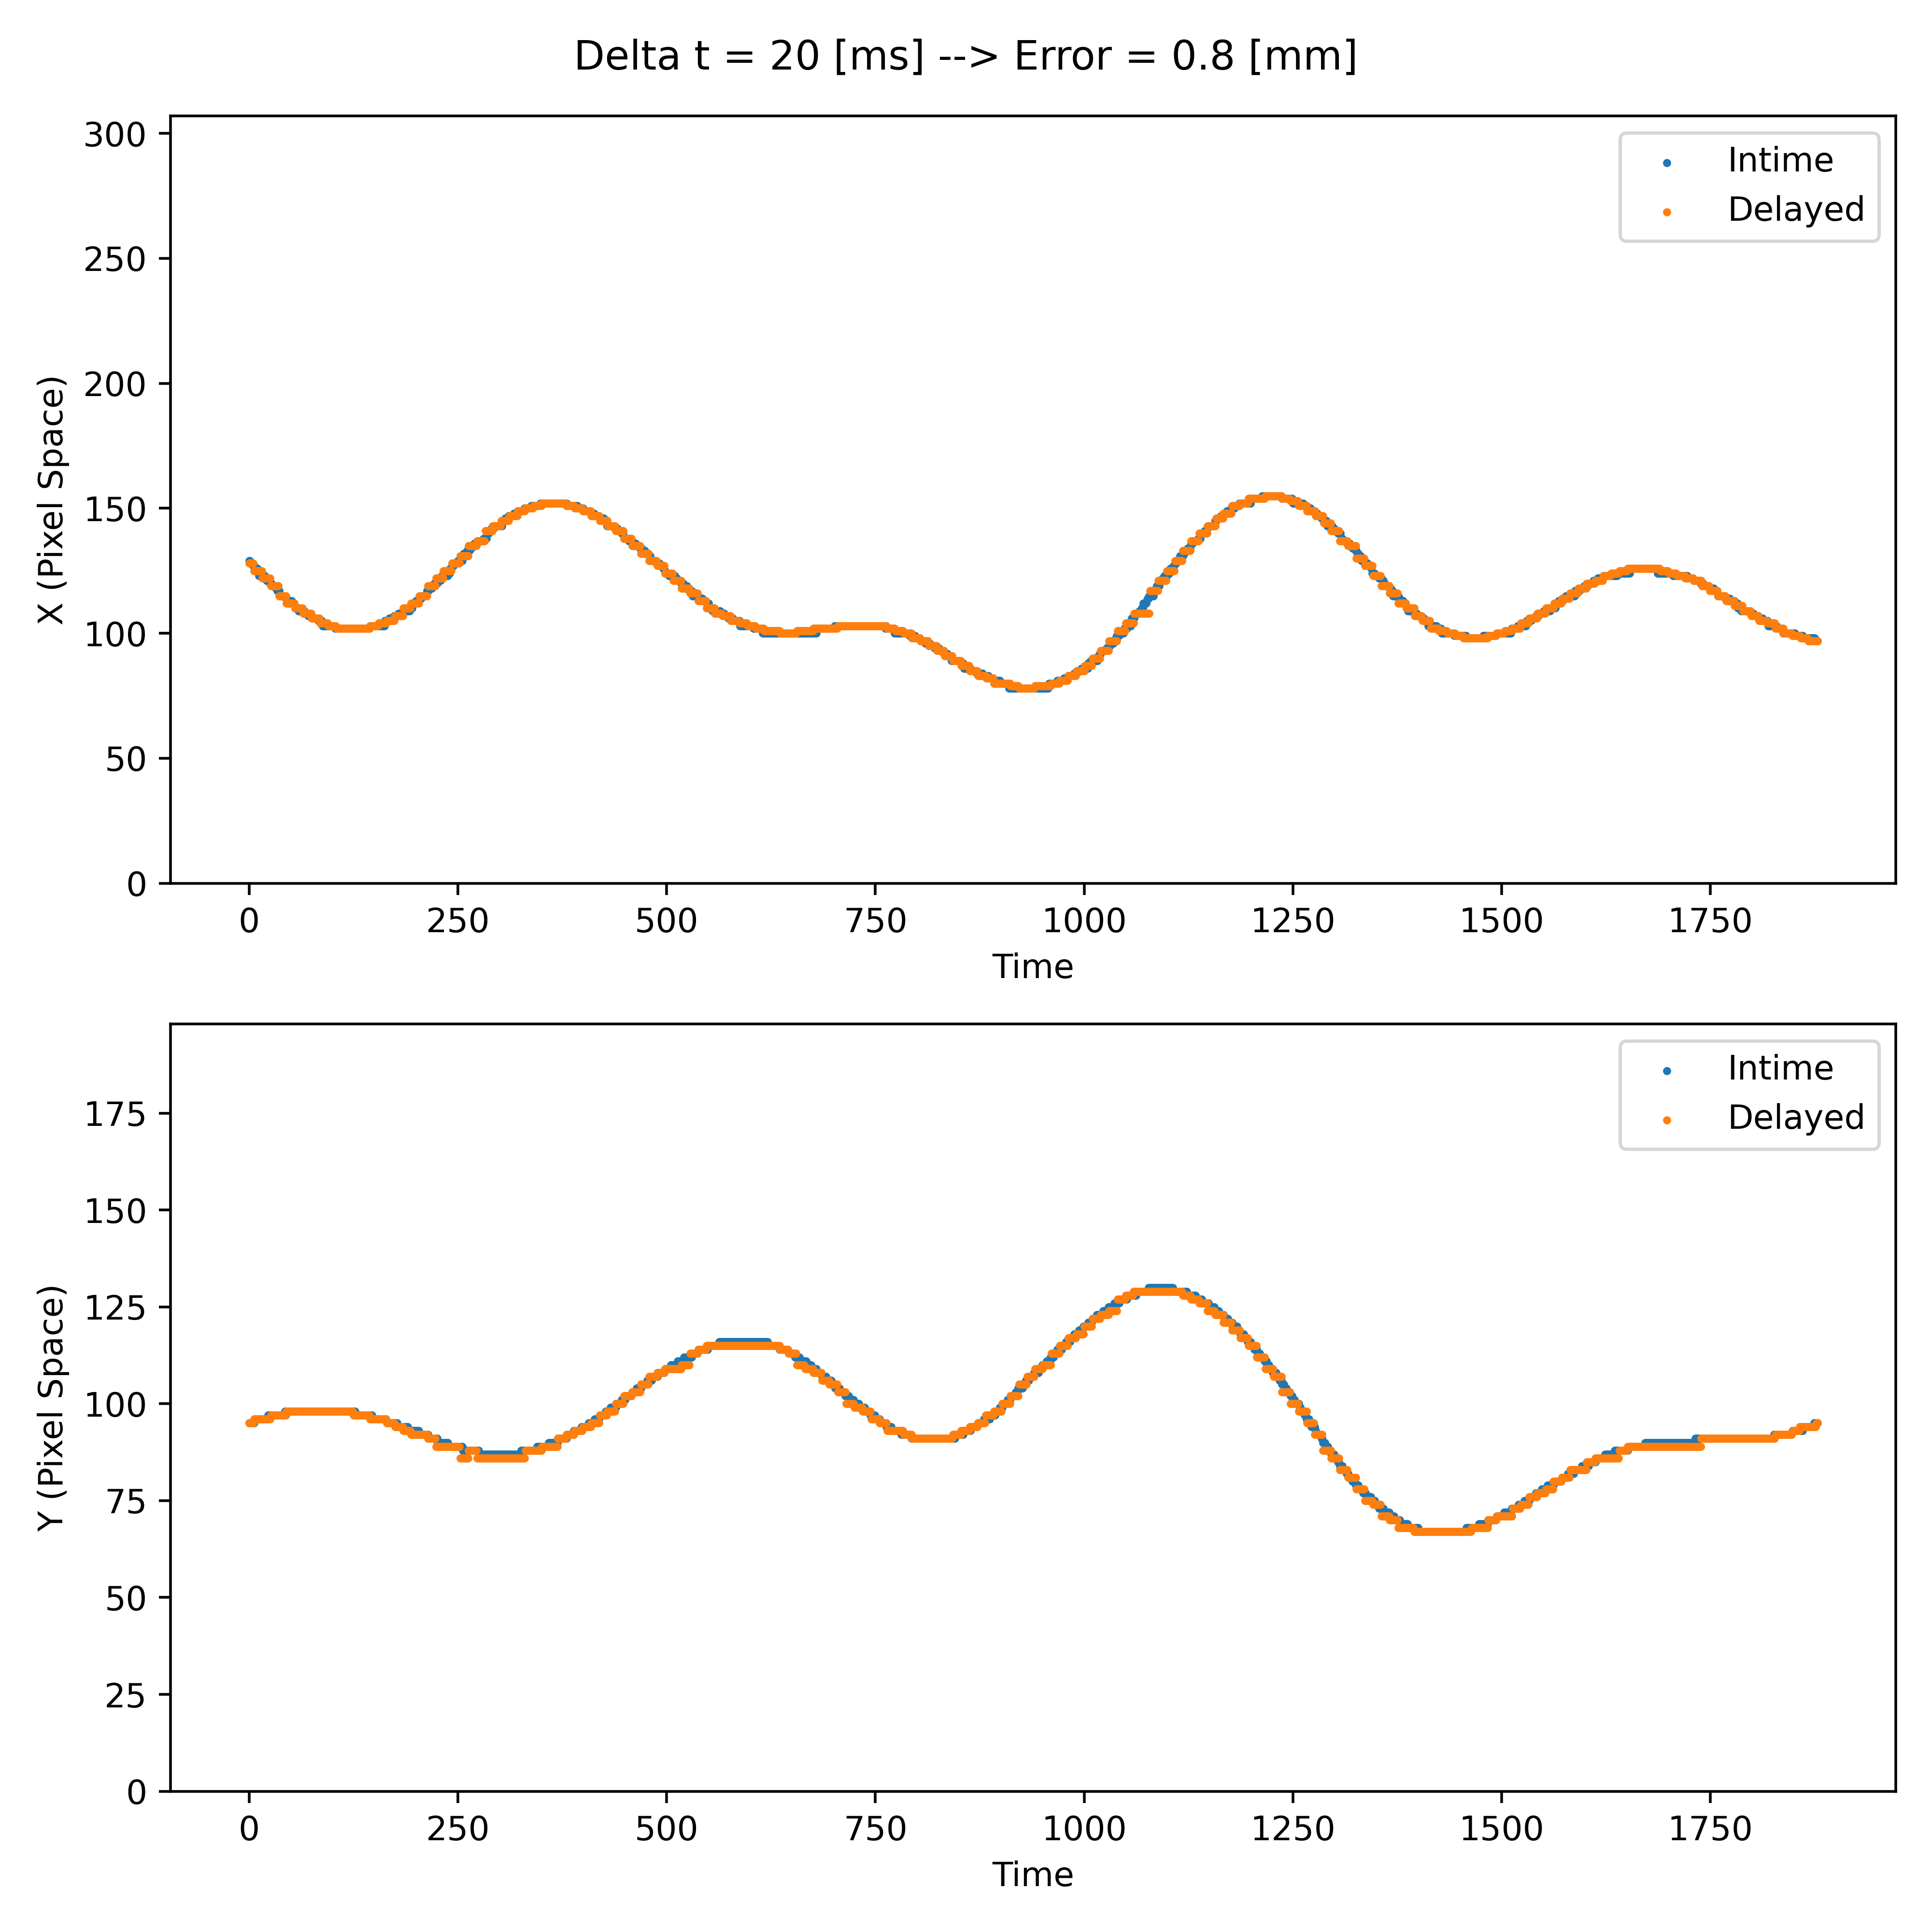 Delta t = 20 [ms] --> Error = 0.8 [mm]
300
250
200
150
100
50
0
X (Pixel Space)
Intime
Delayed
0 250 500 750 1000 1250 1500 1750
Time
175
150
125
100
75
50
25
0
Y (Pixel Space)
Intime
Delayed
0 250 500 750 1000 1250 1500 1750
Time